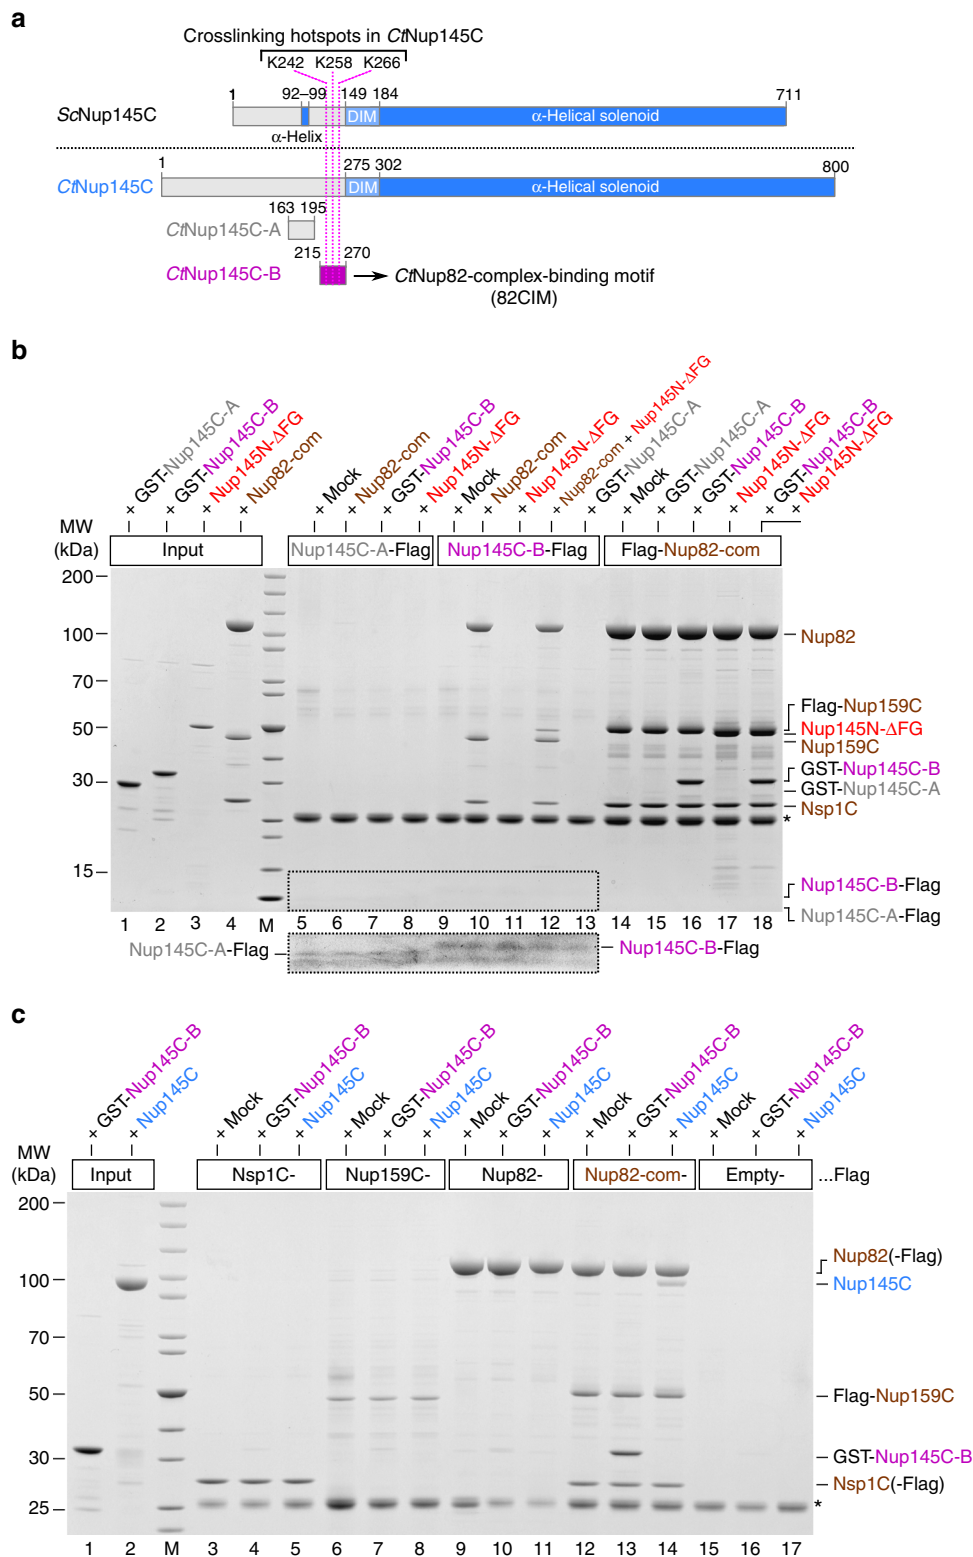 a
Crosslinking hotspots in CtNup145C
K242 K258 K266
1 92–99 149 184 711
ScNup145C DIM α-Helical solenoid
α-Helix
1 275 302 800
CtNup145C DIM α-Helical solenoid
163 195
CtNup145C-A
215 270
CtNup145C-B CtNup82-complex-binding motif
(82CIM)
b
+ GST-Nup145C-A
+ GST-Nup145C-B
+ Nup145N-ΔFG
+ Nup82-com
+ Mock
+ Nup82-com
+ GST-Nup145C-B
+ Nup145N-ΔFG
+ Mock
+ Nup82-com
+ Nup145N-ΔFG
+ Nup82-com + Nup145N-ΔFG
+ GST-Nup145C-A
+ Mock
+ GST-Nup145C-A
+ GST-Nup145C-B
+ Nup145N-ΔFG
+ GST-Nup145C-B
+ Nup145N-ΔFG
MW
(kDa)
Input Nup145C-A-Flag Nup145C-B-Flag Flag-Nup82-com
200
100
70
50
30
15
Nup82
Flag-Nup159C
Nup145N-ΔFG
Nup159C
GST-Nup145C-B
GST-Nup145C-A
Nsp1C
*
Nup145C-B-Flag
Nup145C-A-Flag
1 2 3 4 M 5 6 7 8 9 10 11 12 13 14 15 16 17 18
Nup145C-A-Flag Nup145C-B-Flag
c
+ GST-Nup145C-B
+ Nup145C
+ Mock
+ GST-Nup145C-B
+ Nup145C
+ Mock
+ GST-Nup145C-B
+ Nup145C
+ Mock
+ GST-Nup145C-B
+ Nup145C
+ Mock
+ GST-Nup145C-B
+ Nup145C
+ Mock
+ GST-Nup145C-B
+ Nup145C
MW
(kDa)
Input Nsp1C- Nup159C- Nup82- Nup82-com- Empty- ...Flag
200
100
70
50
30
25
Nup82(-Flag)
Nup145C
Flag-Nup159C
GST-Nup145C-B
Nsp1C(-Flag)
*
1 2 M 3 4 5 6 7 8 9 10 11 12 13 14 15 16 17